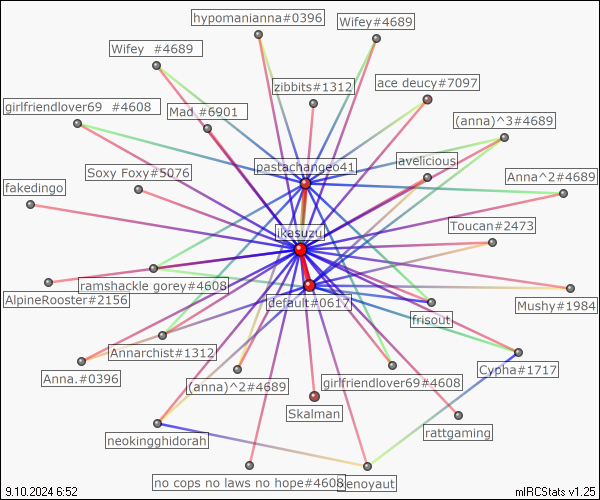 hypomanianna#0396
Wifey#4689
Wifey  #4689
zibbits#1312
ace deucy#7097
girlfriendlover69  #4608
Mad #6901
(anna)^3#4689
pastachangeo41
avelicious
Soxy Foxy#5076
Anna^2#4689
fakedingo
Toucan#2473
ikasuzu
ramshackle gorey#4608
AlpineRooster#2156
default#0617
Mushy#1984
frisout
Annarchist#1312
Cypha#1717
Anna.#0396
(anna)^2#4689
girlfriendlover69#4608
Skalman
rattgaming
neokingghidorah
no cops no laws no hope#4608
enoyaut
9.10.2024 6:52
mIRCStats v1.25